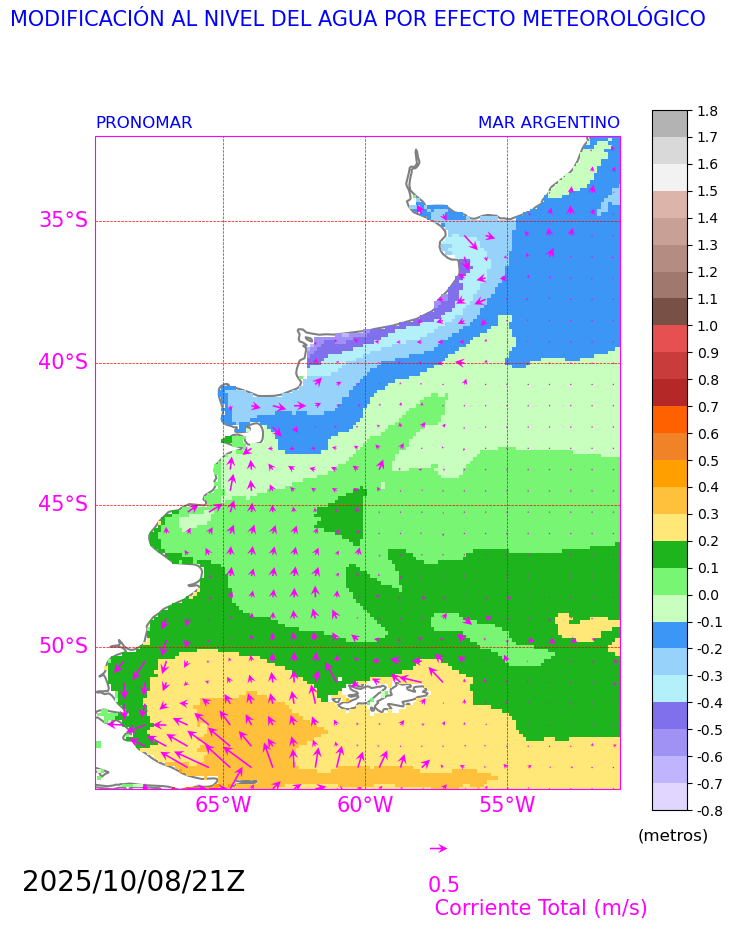 MODIFICACIÓN AL NIVEL DEL AGUA POR EFECTO METEOROLÓGICO
PRONOMAR
MAR ARGENTINO
35°S
40°S
45°S
50°S
65°W
60°W
55°W
1.8
1.7
1.6
1.5
1.4
1.3
1.2
1.1
1.0
0.9
0.8
0.7
0.6
0.5
0.4
0.3
0.2
0.1
0.0
-0.1
-0.2
-0.3
-0.4
-0.5
-0.6
-0.7
-0.8
(metros)
2025/10/08/21Z
0.5
Corriente Total (m/s)